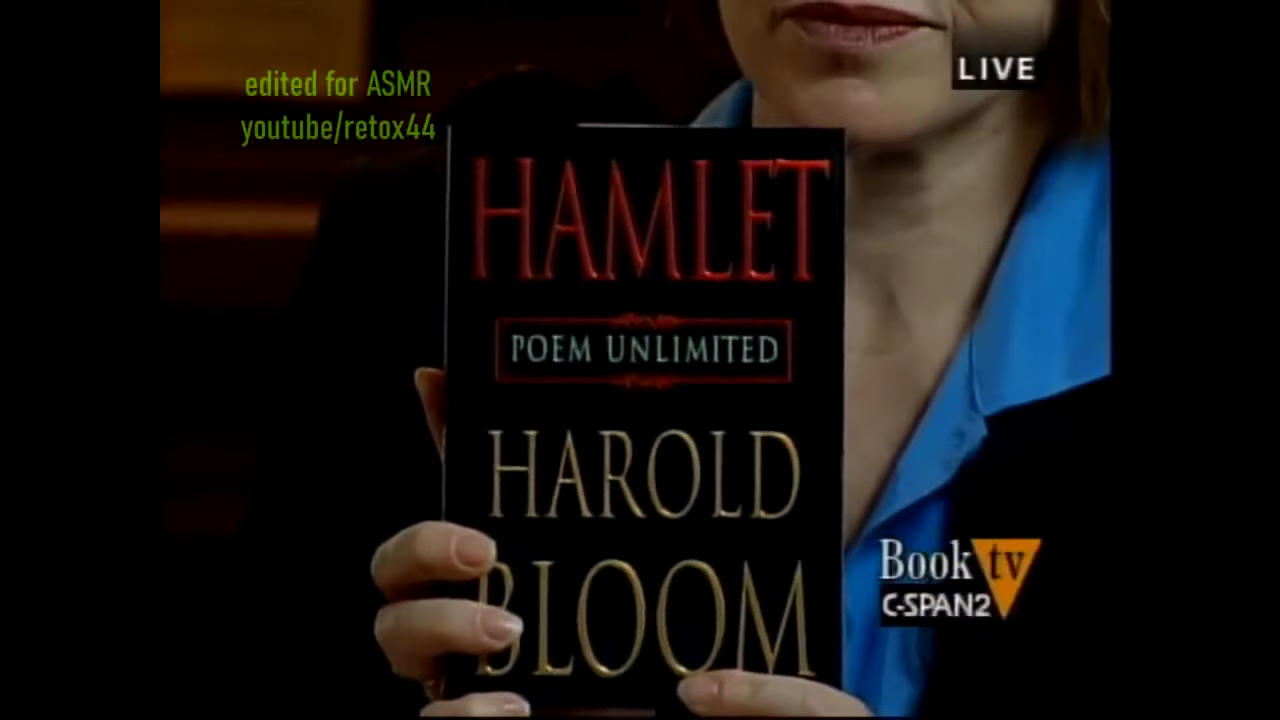 edited for ASMR
youtube/retox44
LIVE
HAMLET
POEM UNLIMITED
HAROLD
BLOOM
Book tv
C-SPAN2